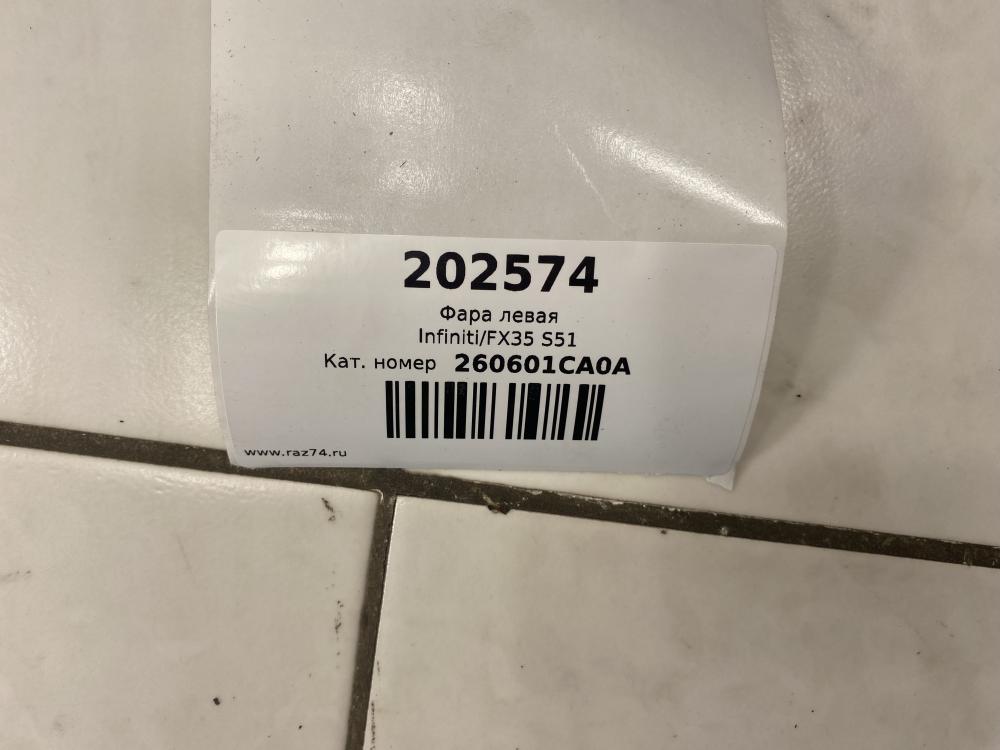 202574
Фара левая
Infiniti/FX35 S51
Кат. номер 260601CA0A
www.raz74.ru